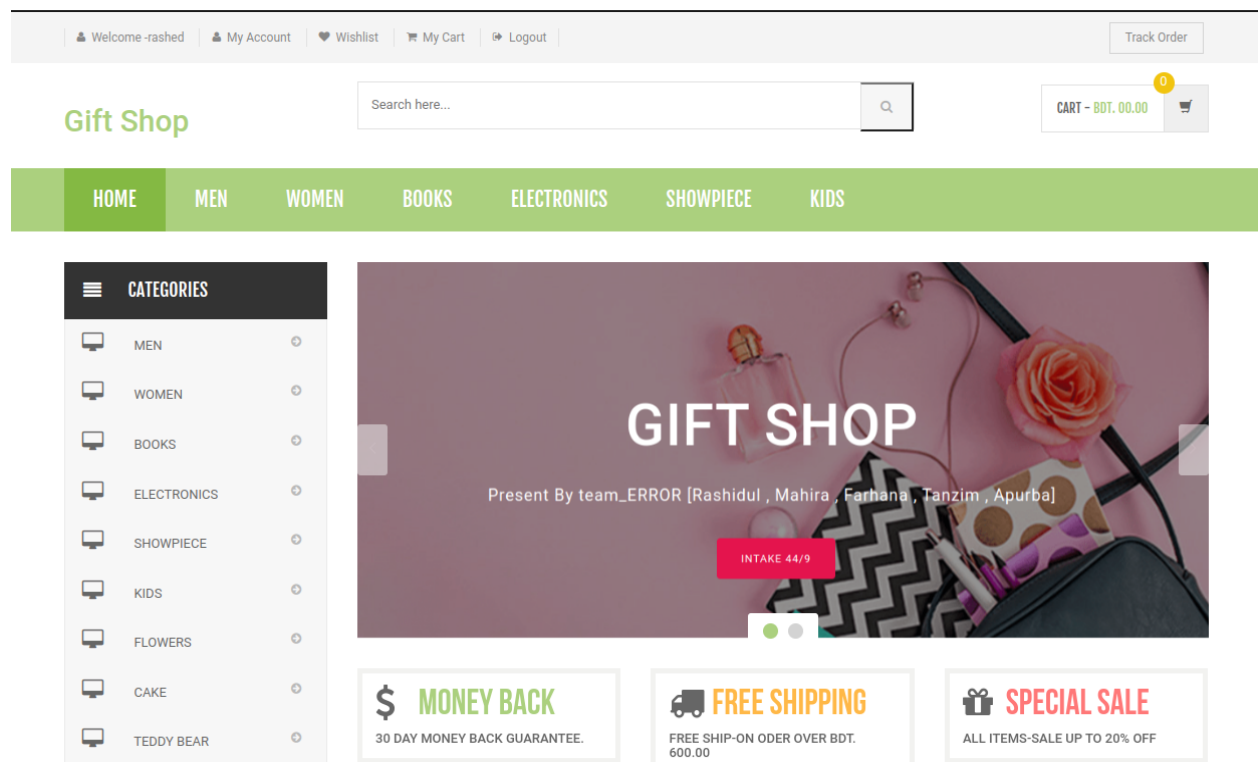 Welcome -rashed My Account Wishlist My Cart Logout Track Order
Gift Shop
Search here...
CART - BDT. 00.00
0
HOME MEN WOMEN BOOKS ELECTRONICS SHOWPIECE KIDS
CATEGORIES
MEN
WOMEN
BOOKS
ELECTRONICS
SHOWPIECE
KIDS
FLOWERS
CAKE
TEDDY BEAR
GIFT SHOP
Present By team_ERROR [Rashidul , Mahira , Farhana , Tanzim , Apurba]
INTAKE 44/9
MONEY BACK
30 DAY MONEY BACK GUARANTEE.
FREE SHIPPING
FREE SHIP-ON ODER OVER BDT.
600.00
SPECIAL SALE
ALL ITEMS-SALE UP TO 20% OFF